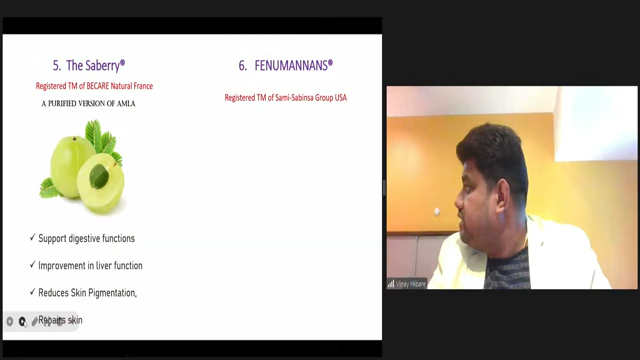 5. The Saberry®
Registered TM of BECARE Natural France
A PURIFIED VERSION OF AMLA
✓ Support digestive functions
✓ Improvement in liver function
✓ Reduces Skin Pigmentation,
Repairs skin
6. FENUMANNANS®
Registered TM of Sami-Sabinsa Group USA
Vinay Hibare